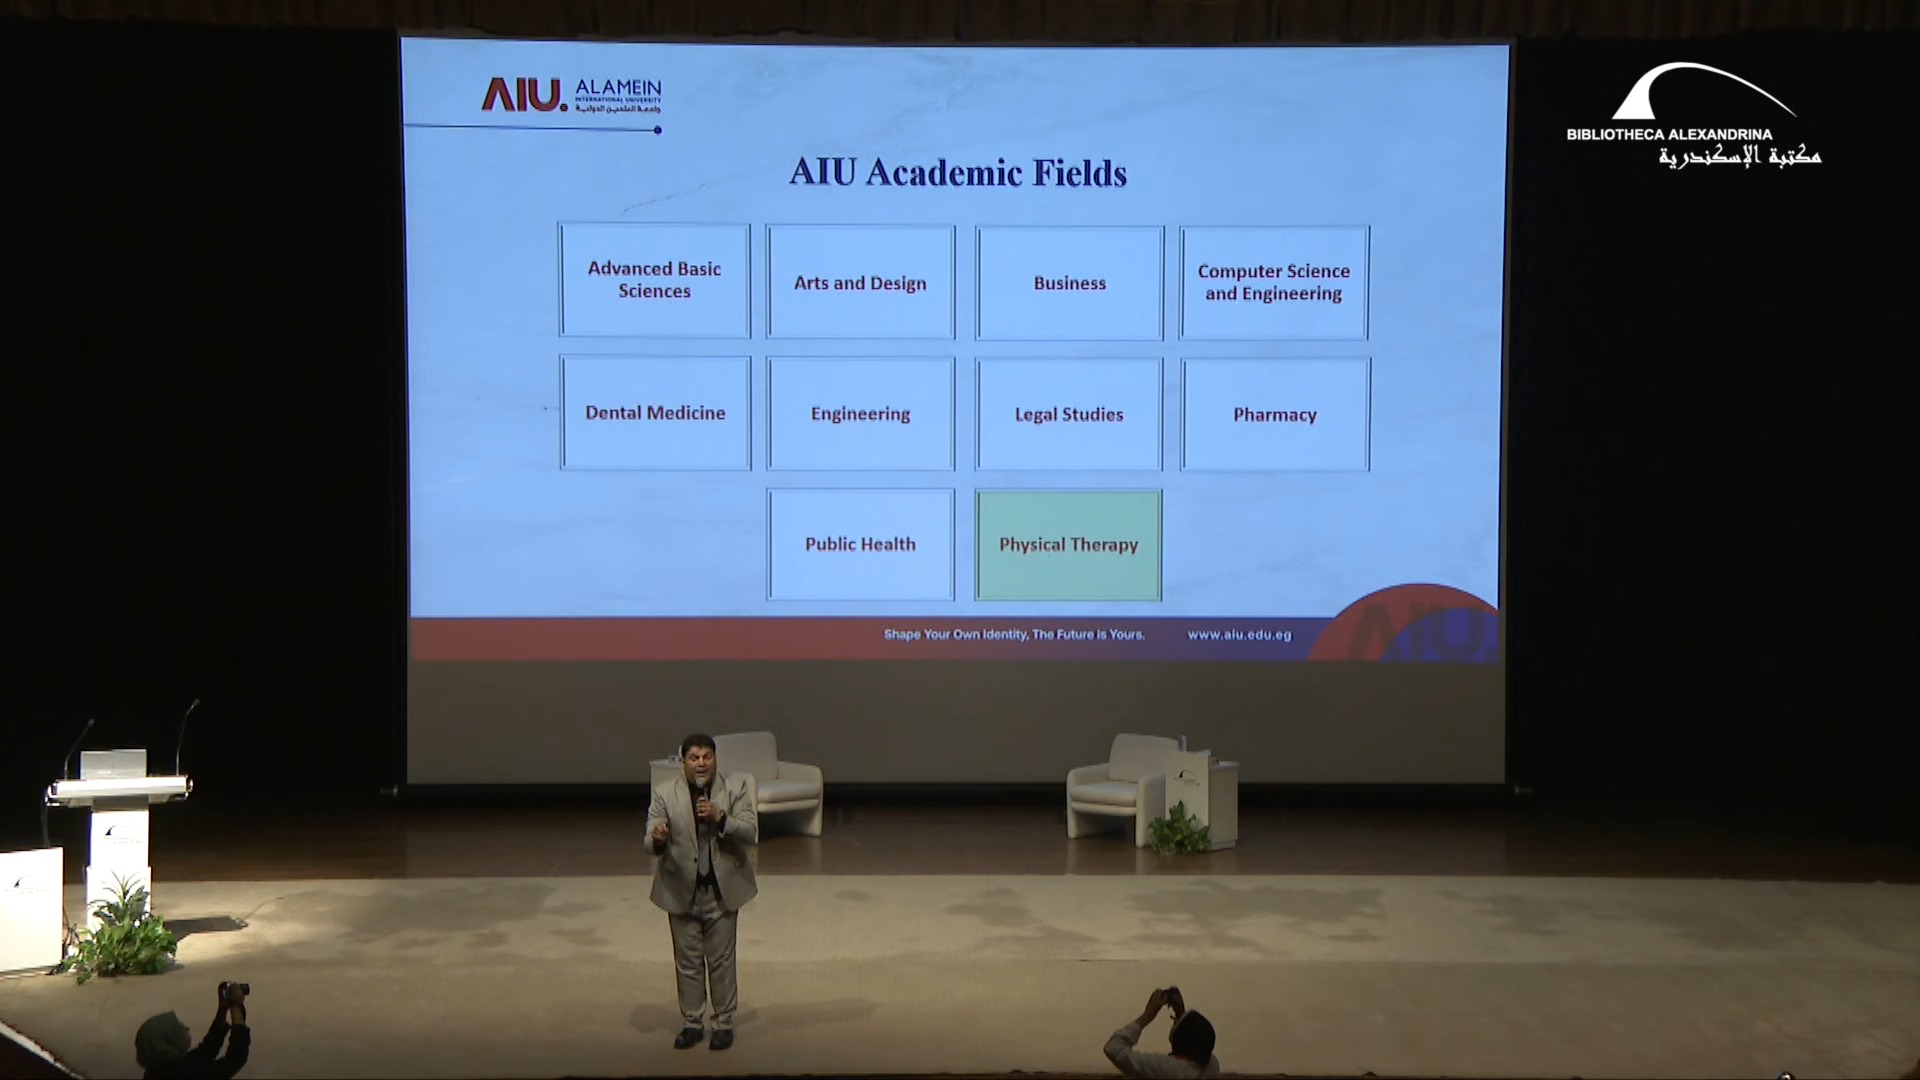 AIU. ALAMEIN
INTERNATIONAL UNIVERSITY
جامعة العلمين الدولية
BIBLIOTHECA ALEXANDRINA
مكتبة الإسكندرية
AIU Academic Fields
Advanced Basic
Sciences
Arts and Design
Business
Computer Science
and Engineering
Dental Medicine
Engineering
Legal Studies
Pharmacy
Public Health
Physical Therapy
Shape Your Own Identity, The Future is Yours.
www.aiu.edu.eg
AIU.